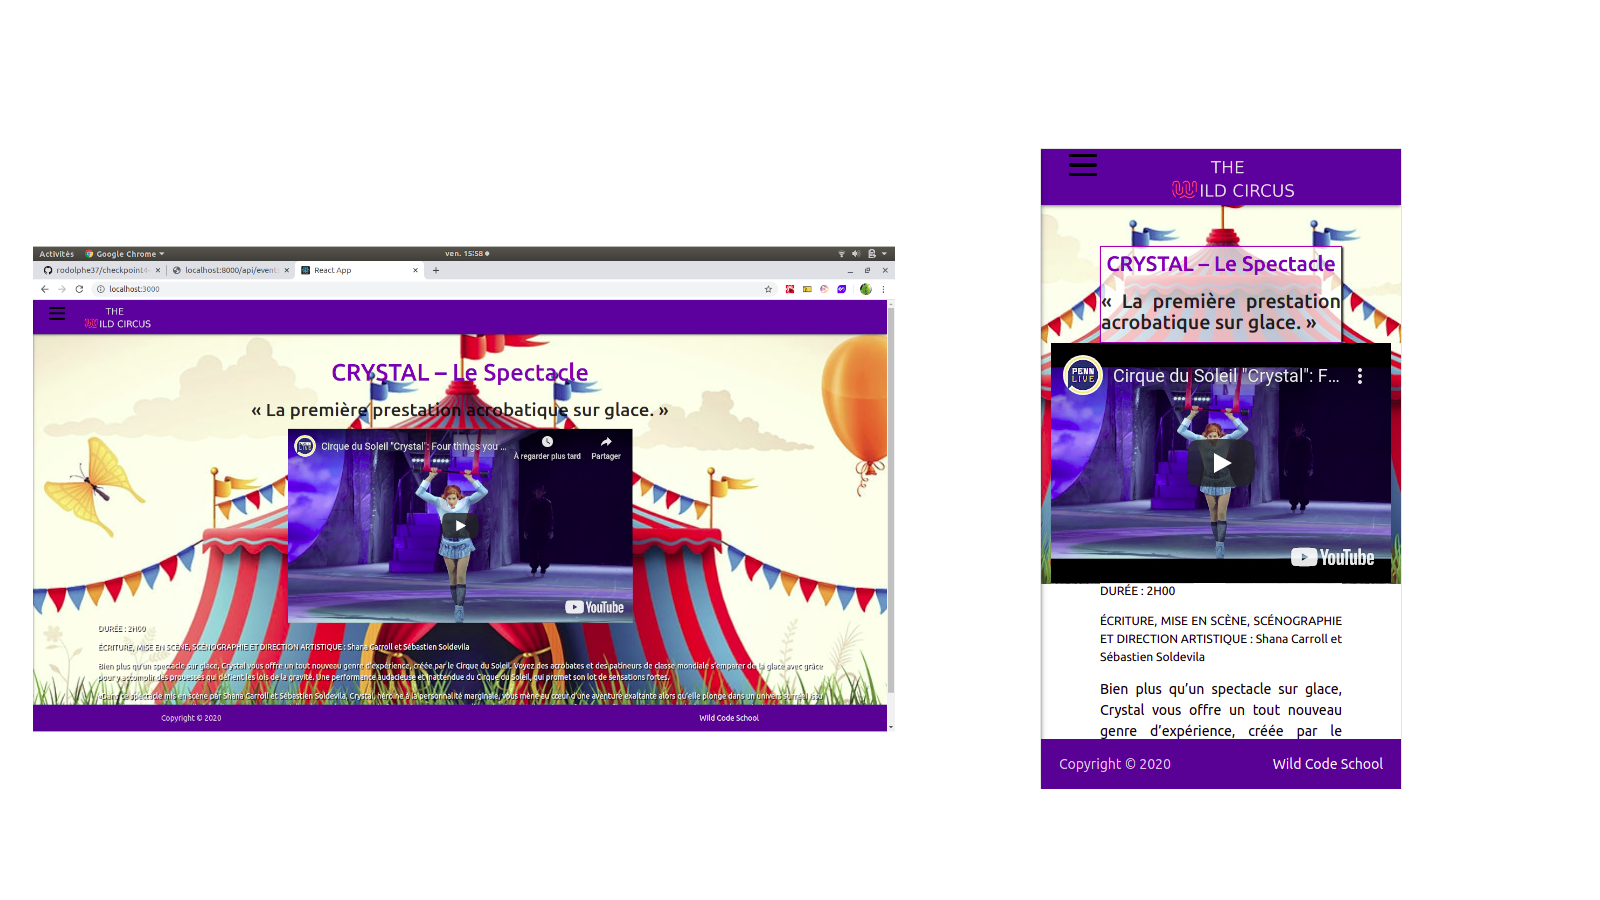 Activités
Google Chrome
ven. 15:58
rodolphe37/checkpoint4-
localhost:8000/api/event
React App
localhost:3000
THE
WILD CIRCUS
CRYSTAL – Le Spectacle
« La première prestation acrobatique sur glace. »
Cirque du Soleil "Crystal": Four things you ...
À regarder plus tard
Partager
YouTube
DURÉE : 2H00
ÉCRITURE, MISE EN SCÈNE, SCÉNOGRAPHIE ET DIRECTION ARTISTIQUE : Shana Carroll et Sébastien Soldevila
Bien plus qu'un spectacle sur glace, Crystal vous offre un tout nouveau genre d'expérience, créée par le Cirque du Soleil. Voyez des acrobates et des patineurs de classe mondiale s'emparer de la glace avec grâce
pour y accomplir des prouesses qui défient les lois de la gravité. Une performance audacieuse et inattendue du Cirque du Soleil, qui promet son lot de sensations fortes.
Dans ce spectacle mis en scène par Shana Carroll et Sébastien Soldevila, Crystal, héroïne à la personnalité marginale, vous mène au cœur d'une aventure exaltante alors qu'elle plonge dans un univers surréel issu
Copyright © 2020
Wild Code School
THE
WILD CIRCUS
CRYSTAL – Le Spectacle
« La première prestation
acrobatique sur glace. »
PENN
LIVE
Cirque du Soleil "Crystal": F...
YouTube
DURÉE : 2H00
ÉCRITURE, MISE EN SCÈNE, SCÉNOGRAPHIE
ET DIRECTION ARTISTIQUE : Shana Carroll et
Sébastien Soldevila
Bien plus qu'un spectacle sur glace,
Crystal vous offre un tout nouveau
genre d'expérience, créée par le
Copyright © 2020
Wild Code School